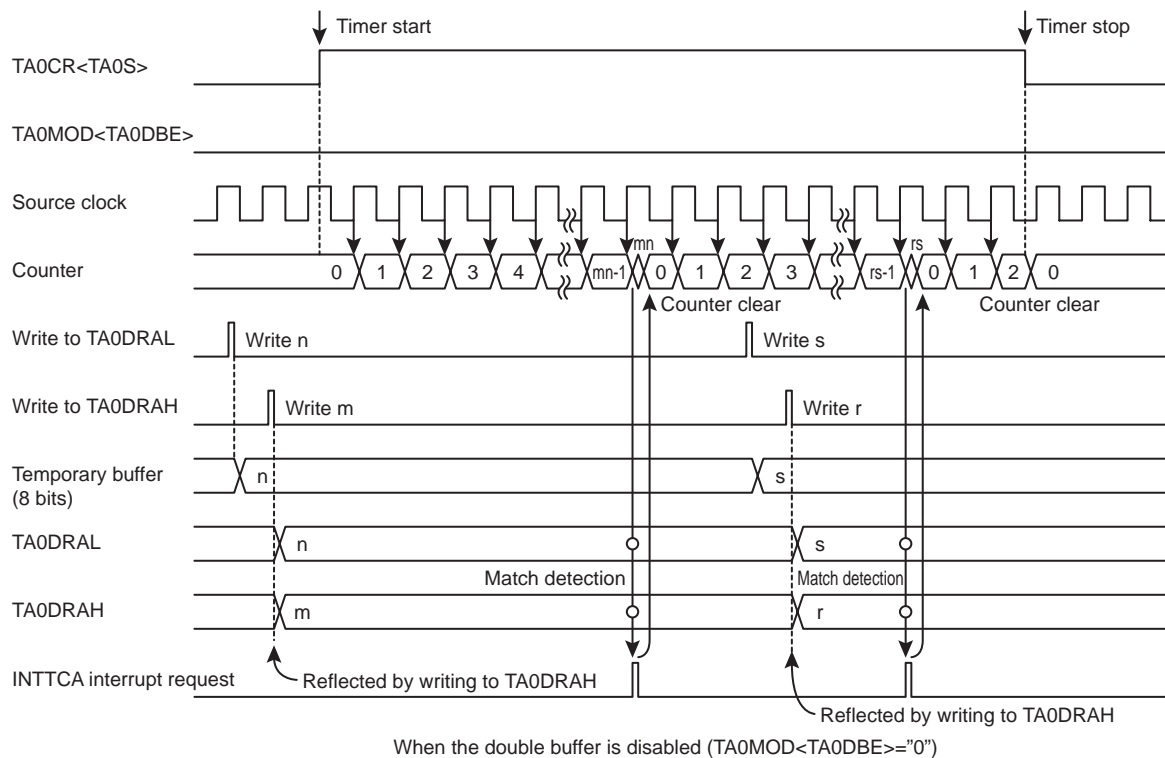 Timer start
Timer stop
TA0CR<TA0S>
TA0MOD<TA0DBE>
Source clock
mn
rs
Counter
0 1 2 3 4 mn-1 0 1 2 3 rs-1 0 1 2 0
Counter clear
Counter clear
Write to TA0DRAL
Write n
Write s
Write to TA0DRAH
Write m
Write r
Temporary buffer
(8 bits)
n
s
TA0DRAL
n
s
Match detection
Match detection
TA0DRAH
m
r
INTTCA interrupt request
Reflected by writing to TA0DRAH
Reflected by writing to TA0DRAH
When the double buffer is disabled (TA0MOD<TA0DBE>=”0”)